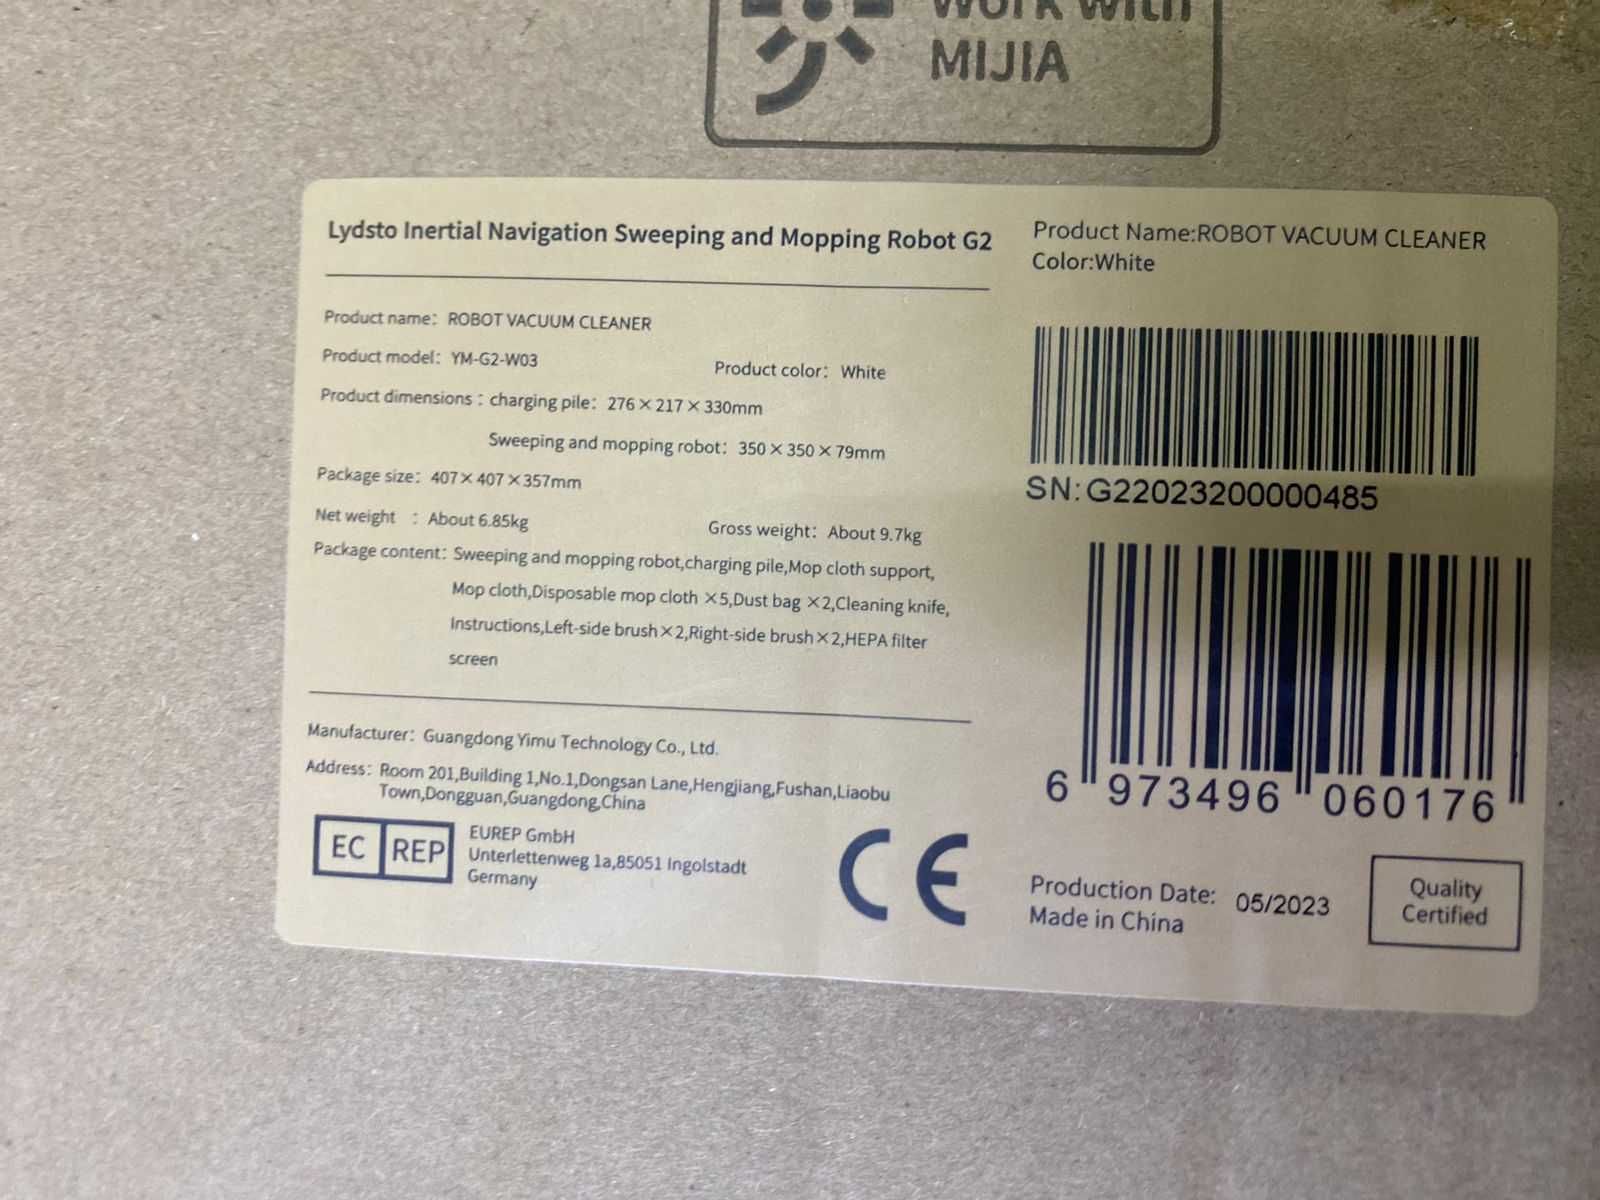 Work with
MIJIA
Lydsto Inertial Navigation Sweeping and Mopping Robot G2
Product name: ROBOT VACUUM CLEANER
Product model: YM-G2-W03
Product color: White
Product dimensions : charging pile: 276×217×330mm
Sweeping and mopping robot: 350×350×79mm
Package size: 407×407×357mm
Net weight : About 6.85kg
Gross weight: About 9.7kg
Package content: Sweeping and mopping robot,charging pile,Mop cloth support,
Mop cloth,Disposable mop cloth ×5,Dust bag ×2,Cleaning knife,
Instructions,Left-side brush×2,Right-side brush×2,HEPA filter
screen
Manufacturer: Guangdong Yimu Technology Co., Ltd.
Address: Room 201,Building 1,No.1,Dongsan Lane,Hengjiang,Fushan,Liaobu
Town,Dongguan,Guangdong,China
EC REP
EUREP GmbH
Unterlettenweg 1a,85051 Ingolstadt
Germany
CE
Product Name:ROBOT VACUUM CLEANER
Color:White
SN:G22023200000485
6 973496 060176
Production Date: 05/2023
Made in China
Quality
Certified